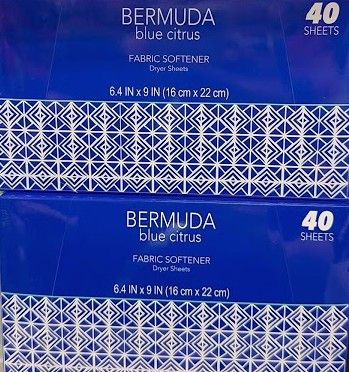 BERMUDA
blue citrus
40
SHEETS
FABRIC SOFTENER
Dryer Sheets
6.4 IN x 9 IN (16 cm x 22 cm)
BERMUDA
blue citrus
40
SHEETS
FABRIC SOFTENER
Dryer Sheets
6.4 IN x 9 IN (16 cm x 22 cm)